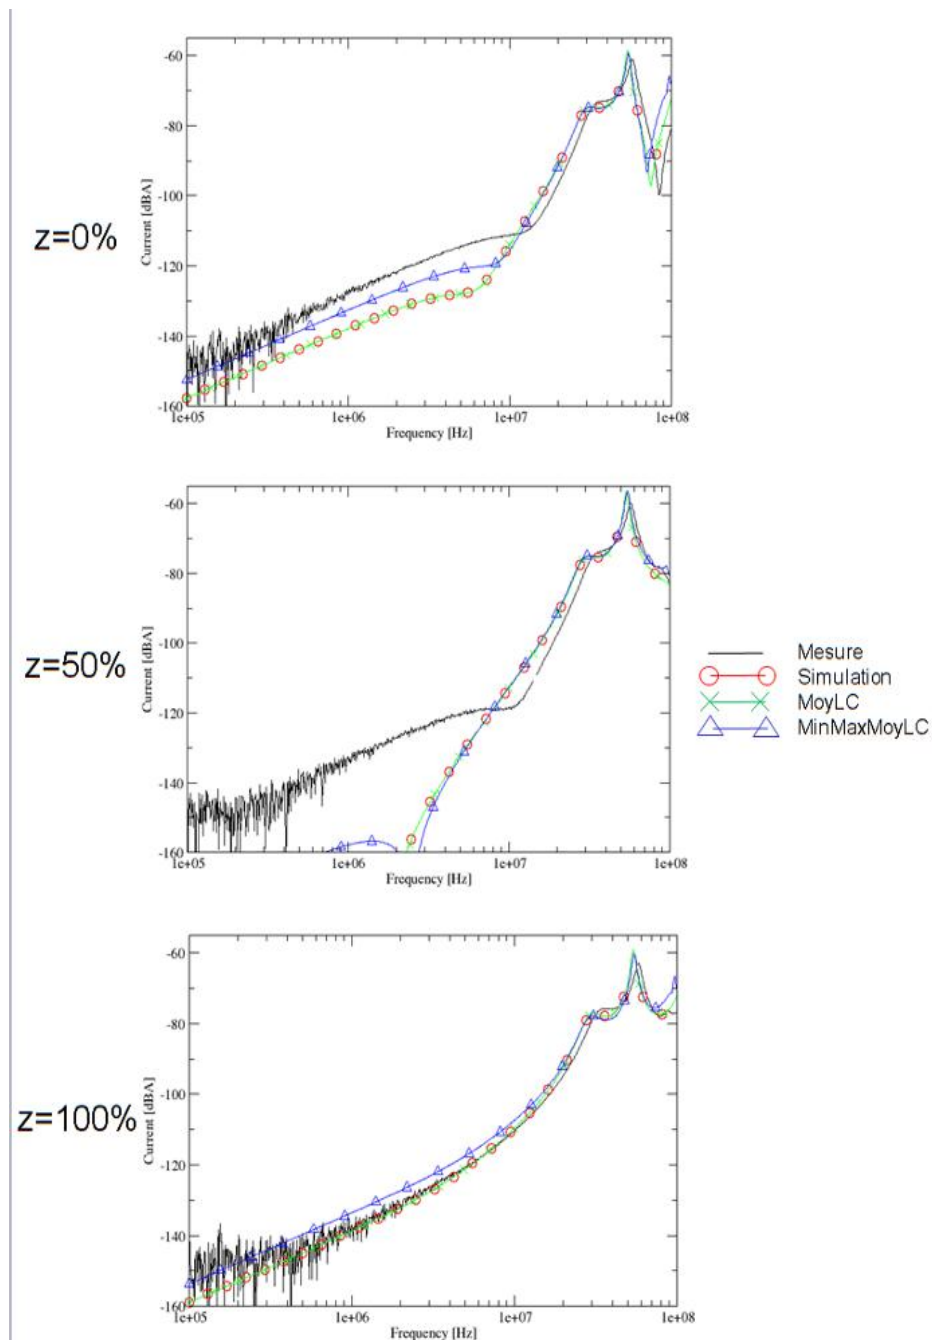 -60
-80
-100
-120
-140
-160
Current [dBA]
z=0%
1e+05
1e+06
1e+07
1e+08
Frequency [Hz]
-60
-80
-100
-120
-140
-160
Current [dBA]
z=50%
1e+05
1e+06
1e+07
1e+08
Frequency [Hz]
Mesure
Simulation
MoyLC
MinMaxMoyLC
-60
-80
-100
-120
-140
-160
Current [dBA]
z=100%
1e+05
1e+06
1e+07
1e+08
Frequency [Hz]